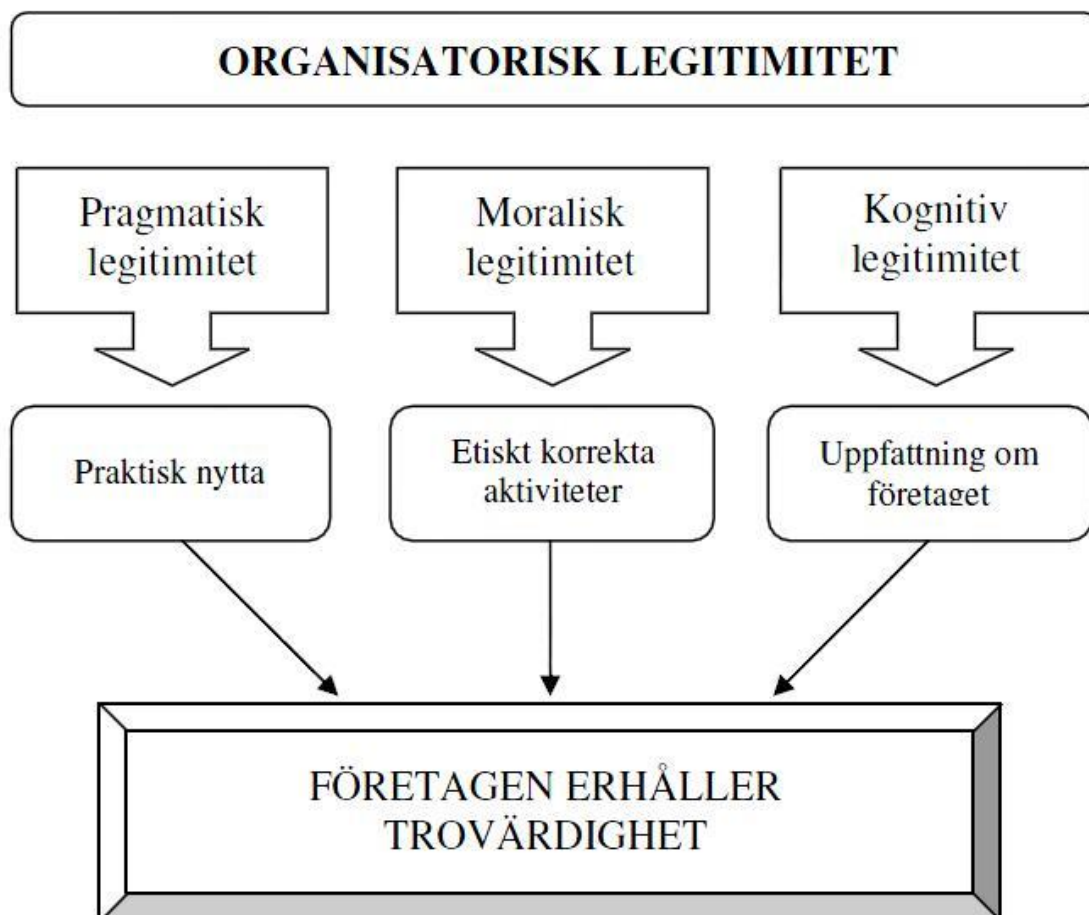 ORGANISATORISK LEGITIMITET
Pragmatisk
legitimitet
Moralisk
legitimitet
Kognitiv
legitimitet
Praktisk nytta
Etiskt korrekta
aktiviteter
Uppfattning om
företaget
FÖRETAGEN ERHÅLLER
TROVÄRDIGHET